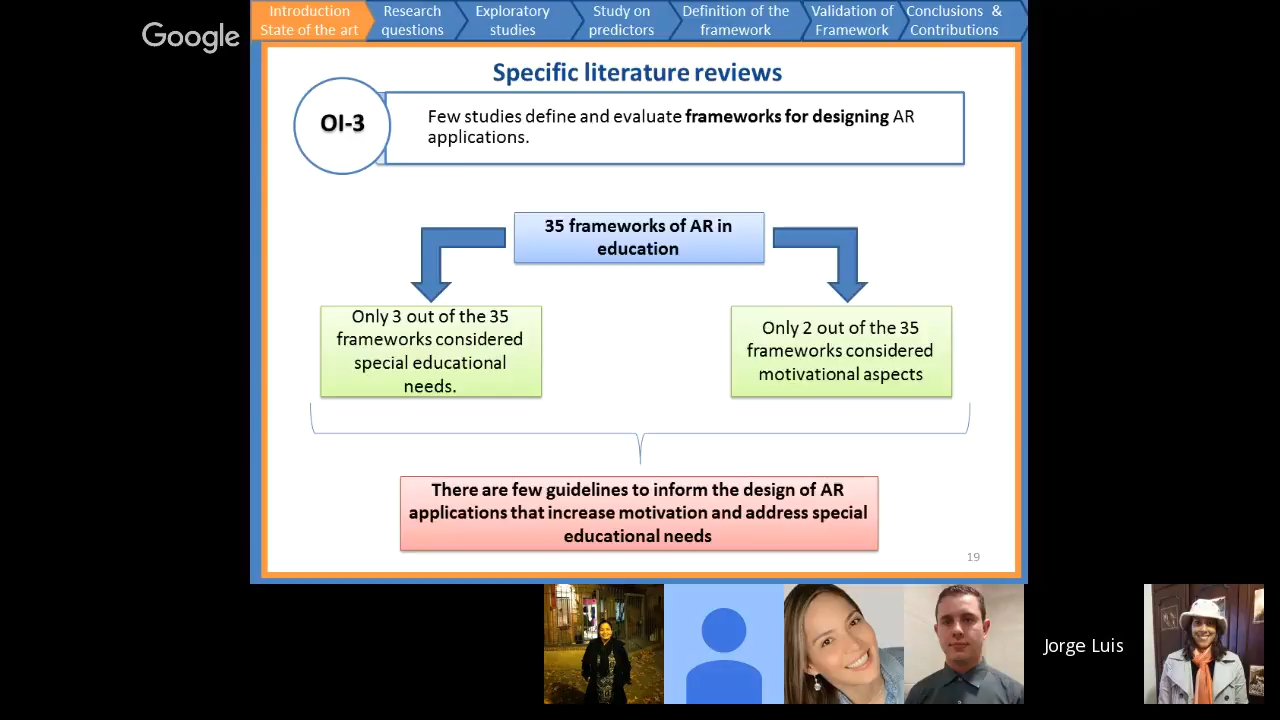 Google
Introduction
State of the art
Research
questions
Exploratory
studies
Study on
predictors
Definition of the
framework
Validation of
Framework
Conclusions &
Contributions
Specific literature reviews
OI-3
Few studies define and evaluate frameworks for designing AR
applications.
35 frameworks of AR in
education
Only 3 out of the 35
frameworks considered
special educational
needs.
Only 2 out of the 35
frameworks considered
motivational aspects
There are few guidelines to inform the design of AR
applications that increase motivation and address special
educational needs
19
Jorge Luis